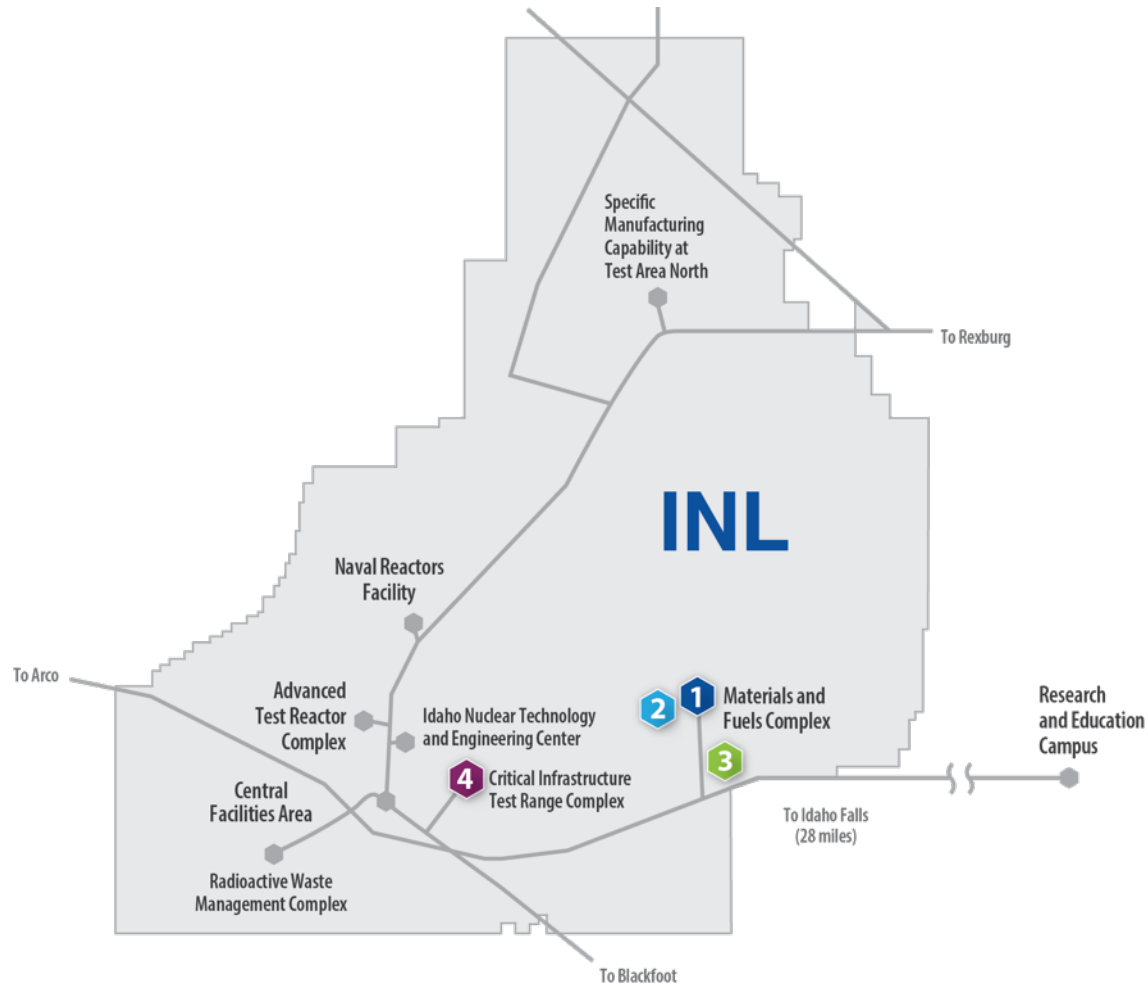 Specific
Manufacturing
Capability at
Test Area North
To Rexburg
INL
Naval Reactors
Facility
To Arco
Advanced
Test Reactor
Complex
Idaho Nuclear Technology
and Engineering Center
2
1
Materials and
Fuels Complex
3
Research
and Education
Campus
4
Critical Infrastructure
Test Range Complex
Central
Facilities Area
To Idaho Falls
(28 miles)
Radioactive Waste
Management Complex
To Blackfoot